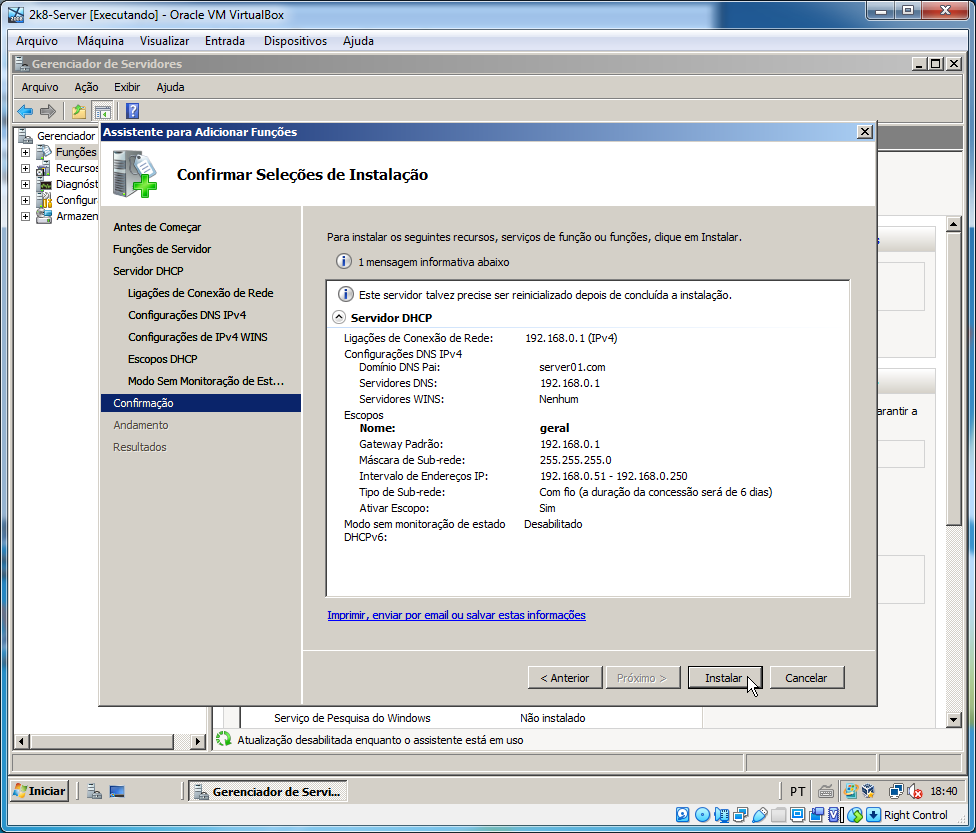 2k8-Server [Executando] - Oracle VM VirtualBox
Arquivo Máquina Visualizar Entrada Dispositivos Ajuda
Gerenciador de Servidores
Arquivo Ação Exibir Ajuda
Gerenciador
Funções
Recursos
Diagnóst
Configur
Armazen
Assistente para Adicionar Funções
Confirmar Seleções de Instalação
Antes de Começar
Funções de Servidor
Servidor DHCP
Ligações de Conexão de Rede
Configurações DNS IPv4
Configurações de IPv4 WINS
Escopos DHCP
Modo Sem Monitoração de Est...
Confirmação
Andamento
Resultados
Para instalar os seguintes recursos, serviços de função ou funções, clique em Instalar.
1 mensagem informativa abaixo
Este servidor talvez precise ser reinicializado depois de concluída a instalação.
Servidor DHCP
Ligações de Conexão de Rede: 192.168.0.1 (IPv4)
Configurações DNS IPv4
Domínio DNS Pai: server01.com
Servidores DNS: 192.168.0.1
Servidores WINS: Nenhum
Escopos
Nome: geral
Gateway Padrão: 192.168.0.1
Máscara de Sub-rede: 255.255.255.0
Intervalo de Endereços IP: 192.168.0.51 - 192.168.0.250
Tipo de Sub-rede: Com fio (a duração da concessão será de 6 dias)
Ativar Escopo: Sim
Modo sem monitoração de estado Desabilitado
DHCPv6:
Imprimir, enviar por email ou salvar estas informações
< Anterior Próximo > Instalar Cancelar
arantir a
Serviço de Pesquisa do Windows Não instalado
Atualização desabilitada enquanto o assistente está em uso
Iniciar Gerenciador de Servi... PT 18:40
Right Control